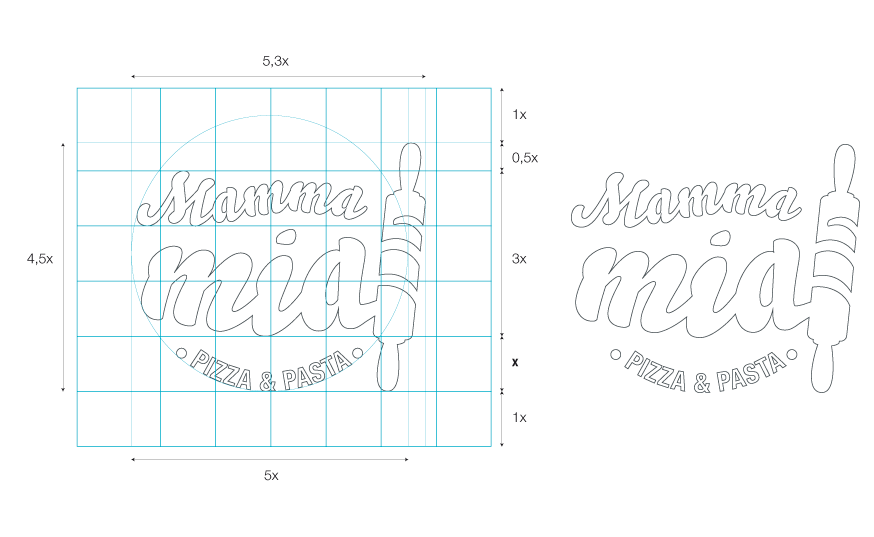 5,3x
1x
0,5x
Mamma
mia
4,5x
3x
• PIZZA & PASTA •
x
1x
5x
Mamma
mia
• PIZZA & PASTA •